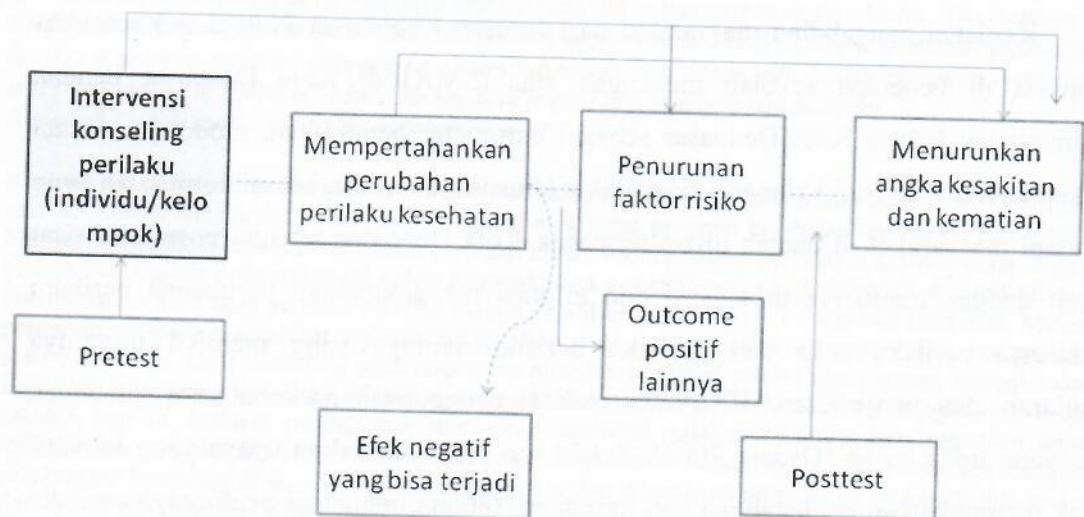 Intervensi
konseling
perilaku
(individu/kelo
mpok)
Mempertahankan
perubahan
perilaku kesehatan
Penurunan
faktor risiko
Menurunkan
angka kesakitan
dan kematian
Pretest
Outcome
positif
lainnya
Efek negatif
yang bisa terjadi
Posttest